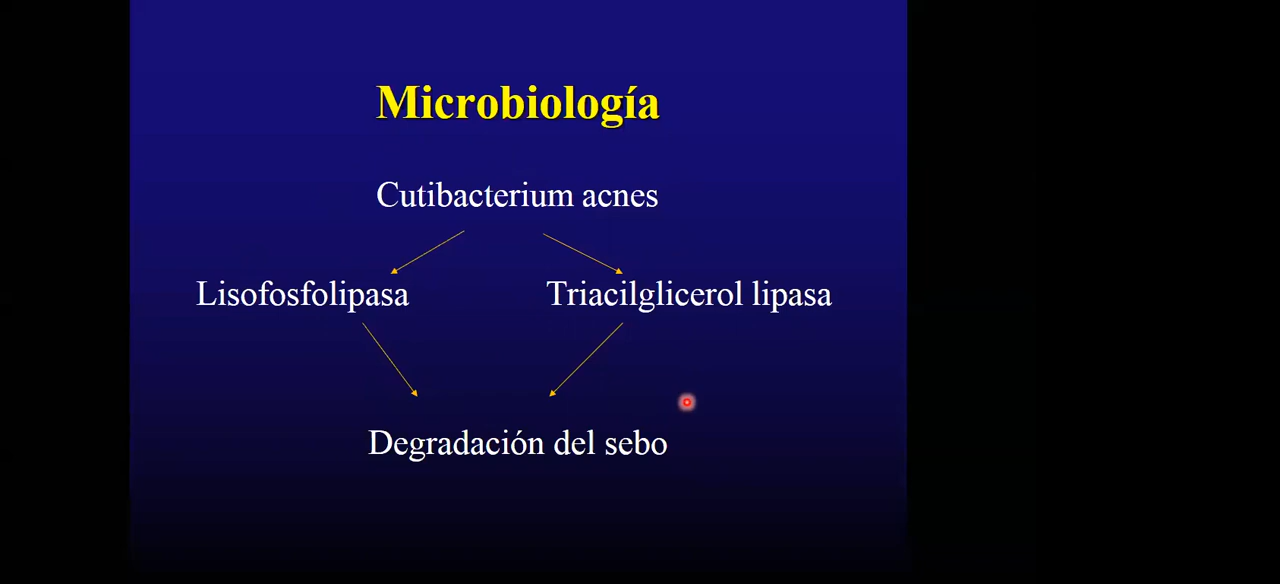 Microbiología
Cutibacterium acnes
Lisofosfolipasa Triacilglicerol lipasa
Degradación del sebo